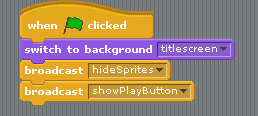 when clicked
switch to background titlescreen
broadcast hideSprites
broadcast showPlayButton